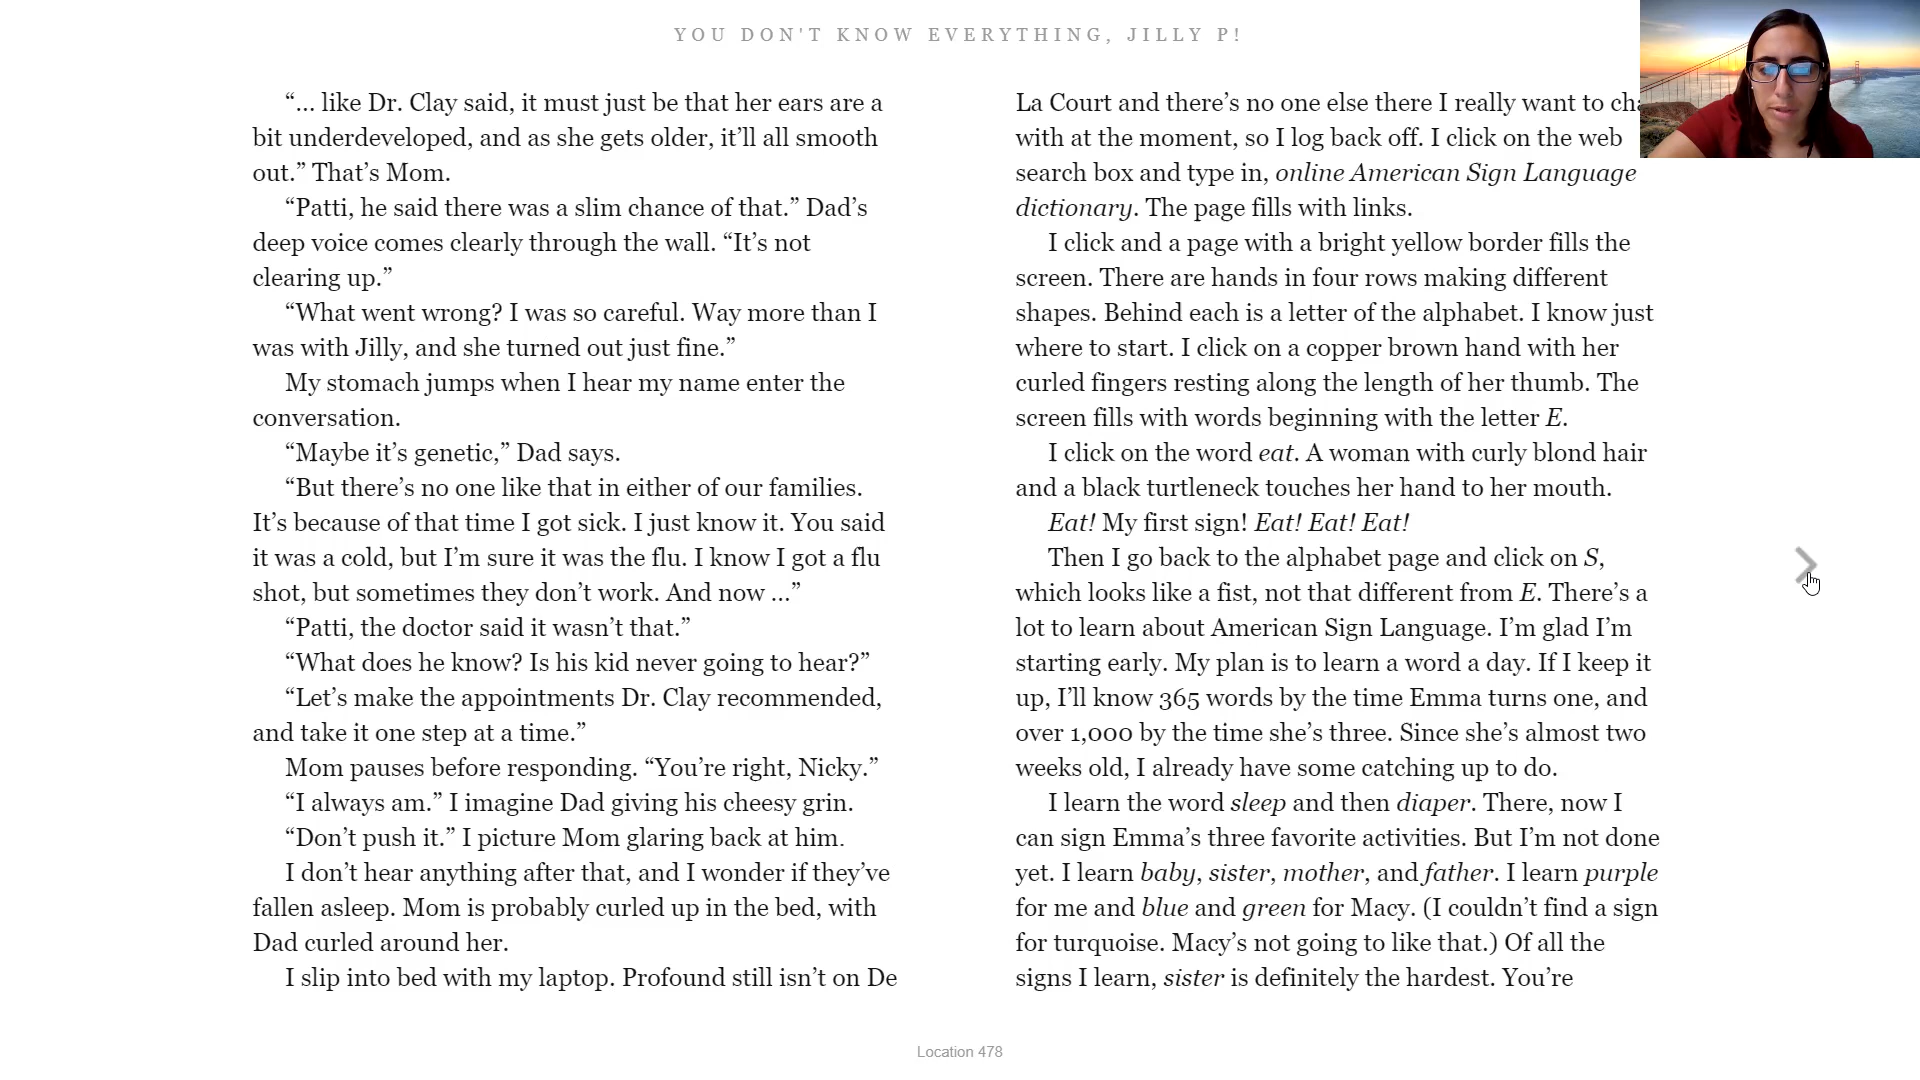 YOU DON'T KNOW EVERYTHING, JILLY P!
“… like Dr. Clay said, it must just be that her ears are a
bit underdeveloped, and as she gets older, it’ll all smooth
out.” That’s Mom.
“Patti, he said there was a slim chance of that.” Dad’s
deep voice comes clearly through the wall. “It’s not
clearing up.”
“What went wrong? I was so careful. Way more than I
was with Jilly, and she turned out just fine.”
My stomach jumps when I hear my name enter the
conversation.
“Maybe it’s genetic,” Dad says.
“But there’s no one like that in either of our families.
It’s because of that time I got sick. I just know it. You said
it was a cold, but I’m sure it was the flu. I know I got a flu
shot, but sometimes they don’t work. And now …”
“Patti, the doctor said it wasn’t that.”
“What does he know? Is his kid never going to hear?”
“Let’s make the appointments Dr. Clay recommended,
and take it one step at a time.”
Mom pauses before responding. “You’re right, Nicky.”
“I always am.” I imagine Dad giving his cheesy grin.
“Don’t push it.” I picture Mom glaring back at him.
I don’t hear anything after that, and I wonder if they’ve
fallen asleep. Mom is probably curled up in the bed, with
Dad curled around her.
I slip into bed with my laptop. Profound still isn’t on De
La Court and there’s no one else there I really want to
with at the moment, so I log back off. I click on the web
search box and type in, online American Sign Language
dictionary. The page fills with links.
I click and a page with a bright yellow border fills the
screen. There are hands in four rows making different
shapes. Behind each is a letter of the alphabet. I know just
where to start. I click on a copper brown hand with her
curled fingers resting along the length of her thumb. The
screen fills with words beginning with the letter E.
I click on the word eat. A woman with curly blond hair
and a black turtleneck touches her hand to her mouth.
Eat! My first sign! Eat! Eat! Eat!
Then I go back to the alphabet page and click on S,
which looks like a fist, not that different from E. There’s a
lot to learn about American Sign Language. I’m glad I’m
starting early. My plan is to learn a word a day. If I keep it
up, I’ll know 365 words by the time Emma turns one, and
over 1,000 by the time she’s three. Since she’s almost two
weeks old, I already have some catching up to do.
I learn the word sleep and then diaper. There, now I
can sign Emma’s three favorite activities. But I’m not done
yet. I learn baby, sister, mother, and father. I learn purple
for me and blue and green for Macy. (I couldn’t find a sign
for turquoise. Macy’s not going to like that.) Of all the
signs I learn, sister is definitely the hardest. You’re
Location 478